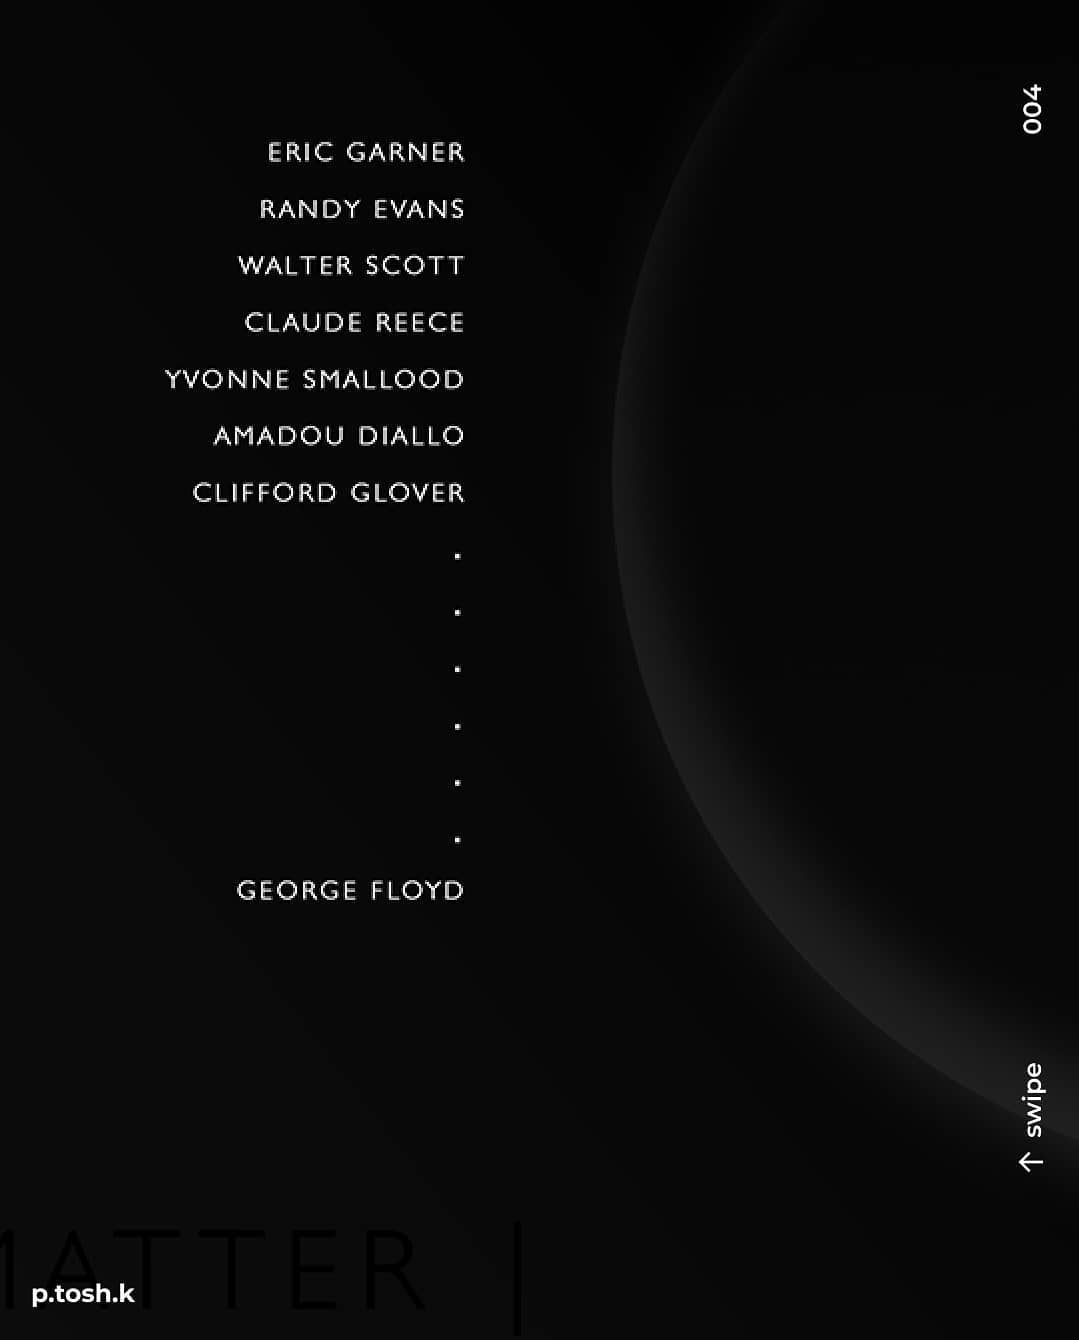 004
ERIC GARNER
RANDY EVANS
WALTER SCOTT
CLAUDE REECE
YVONNE SMALLOOD
AMADOU DIALLO
CLIFFORD GLOVER
.
.
.
.
.
.
GEORGE FLOYD
↑ swipe
MATTER |
p.tosh.k